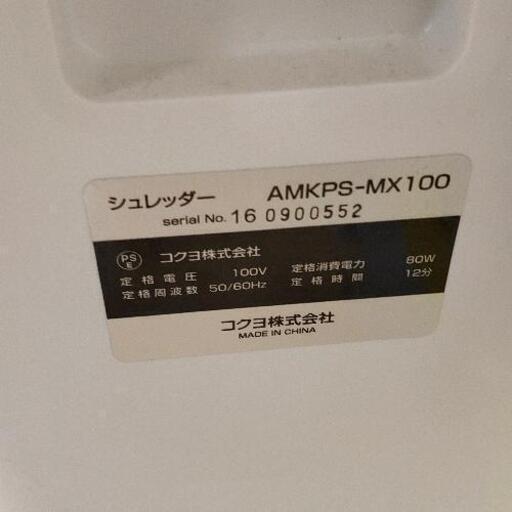 シュレッダー AMKPS-MX100
serial No. 16 0900552
PSE コクヨ株式会社
定格電圧 100V 定格消費電力 80W
定格周波数 50/60Hz 定格時間 12分
コクヨ株式会社
MADE IN CHINA